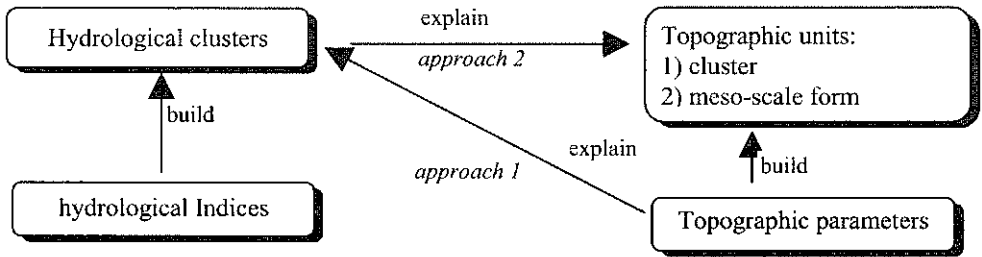 explain
Hydrological clusters
approach 2
Topographic units:
1) cluster
2) meso-scale form
build
explain
approach 1
build
hydrological Indices
Topographic parameters